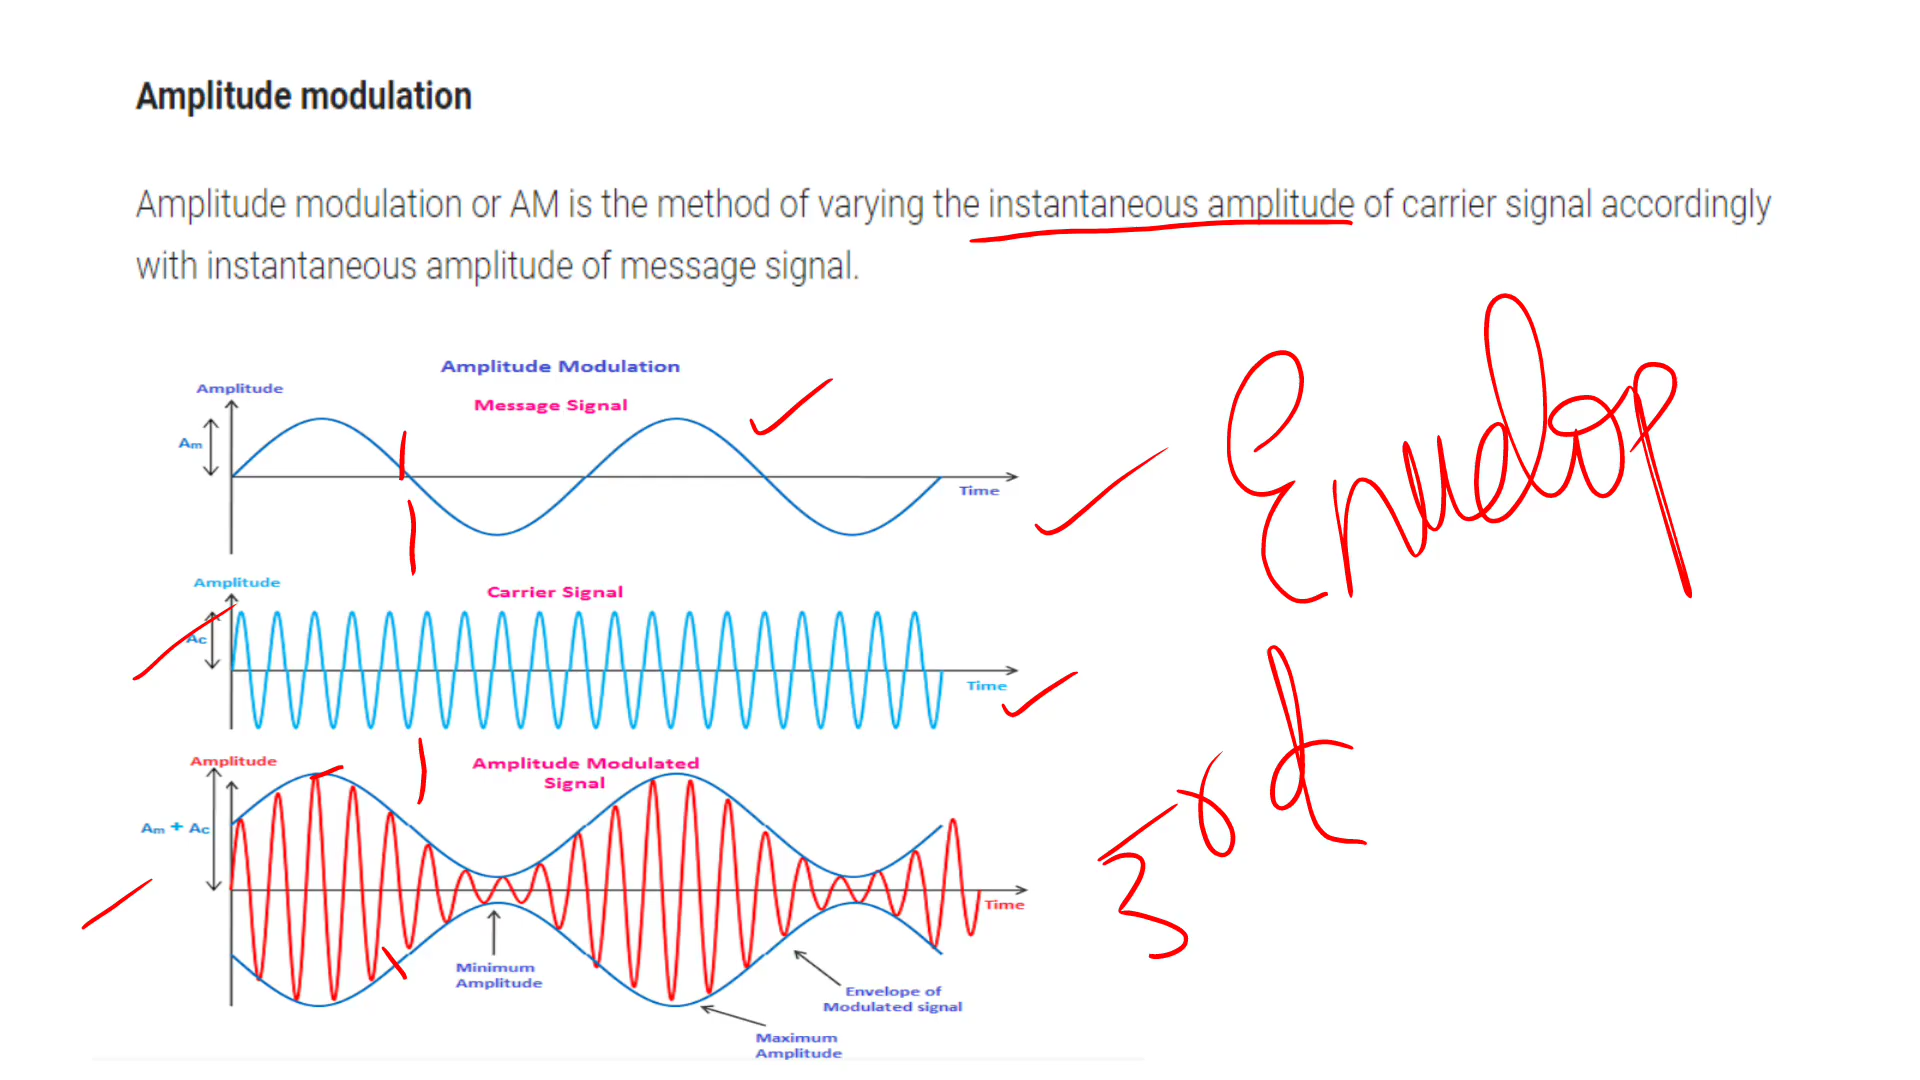 Amplitude modulation
Amplitude modulation or AM is the method of varying the instantaneous amplitude of carrier signal accordingly
with instantaneous amplitude of message signal.
Amplitude Modulation
Amplitude
Message Signal
Am
Time
Amplitude
Carrier Signal
Ac
Time
Amplitude
Amplitude Modulated
Signal
Am + Ac
Time
Minimum
Amplitude
Envelope of
Modulated signal
Maximum
Amplitude
3rd